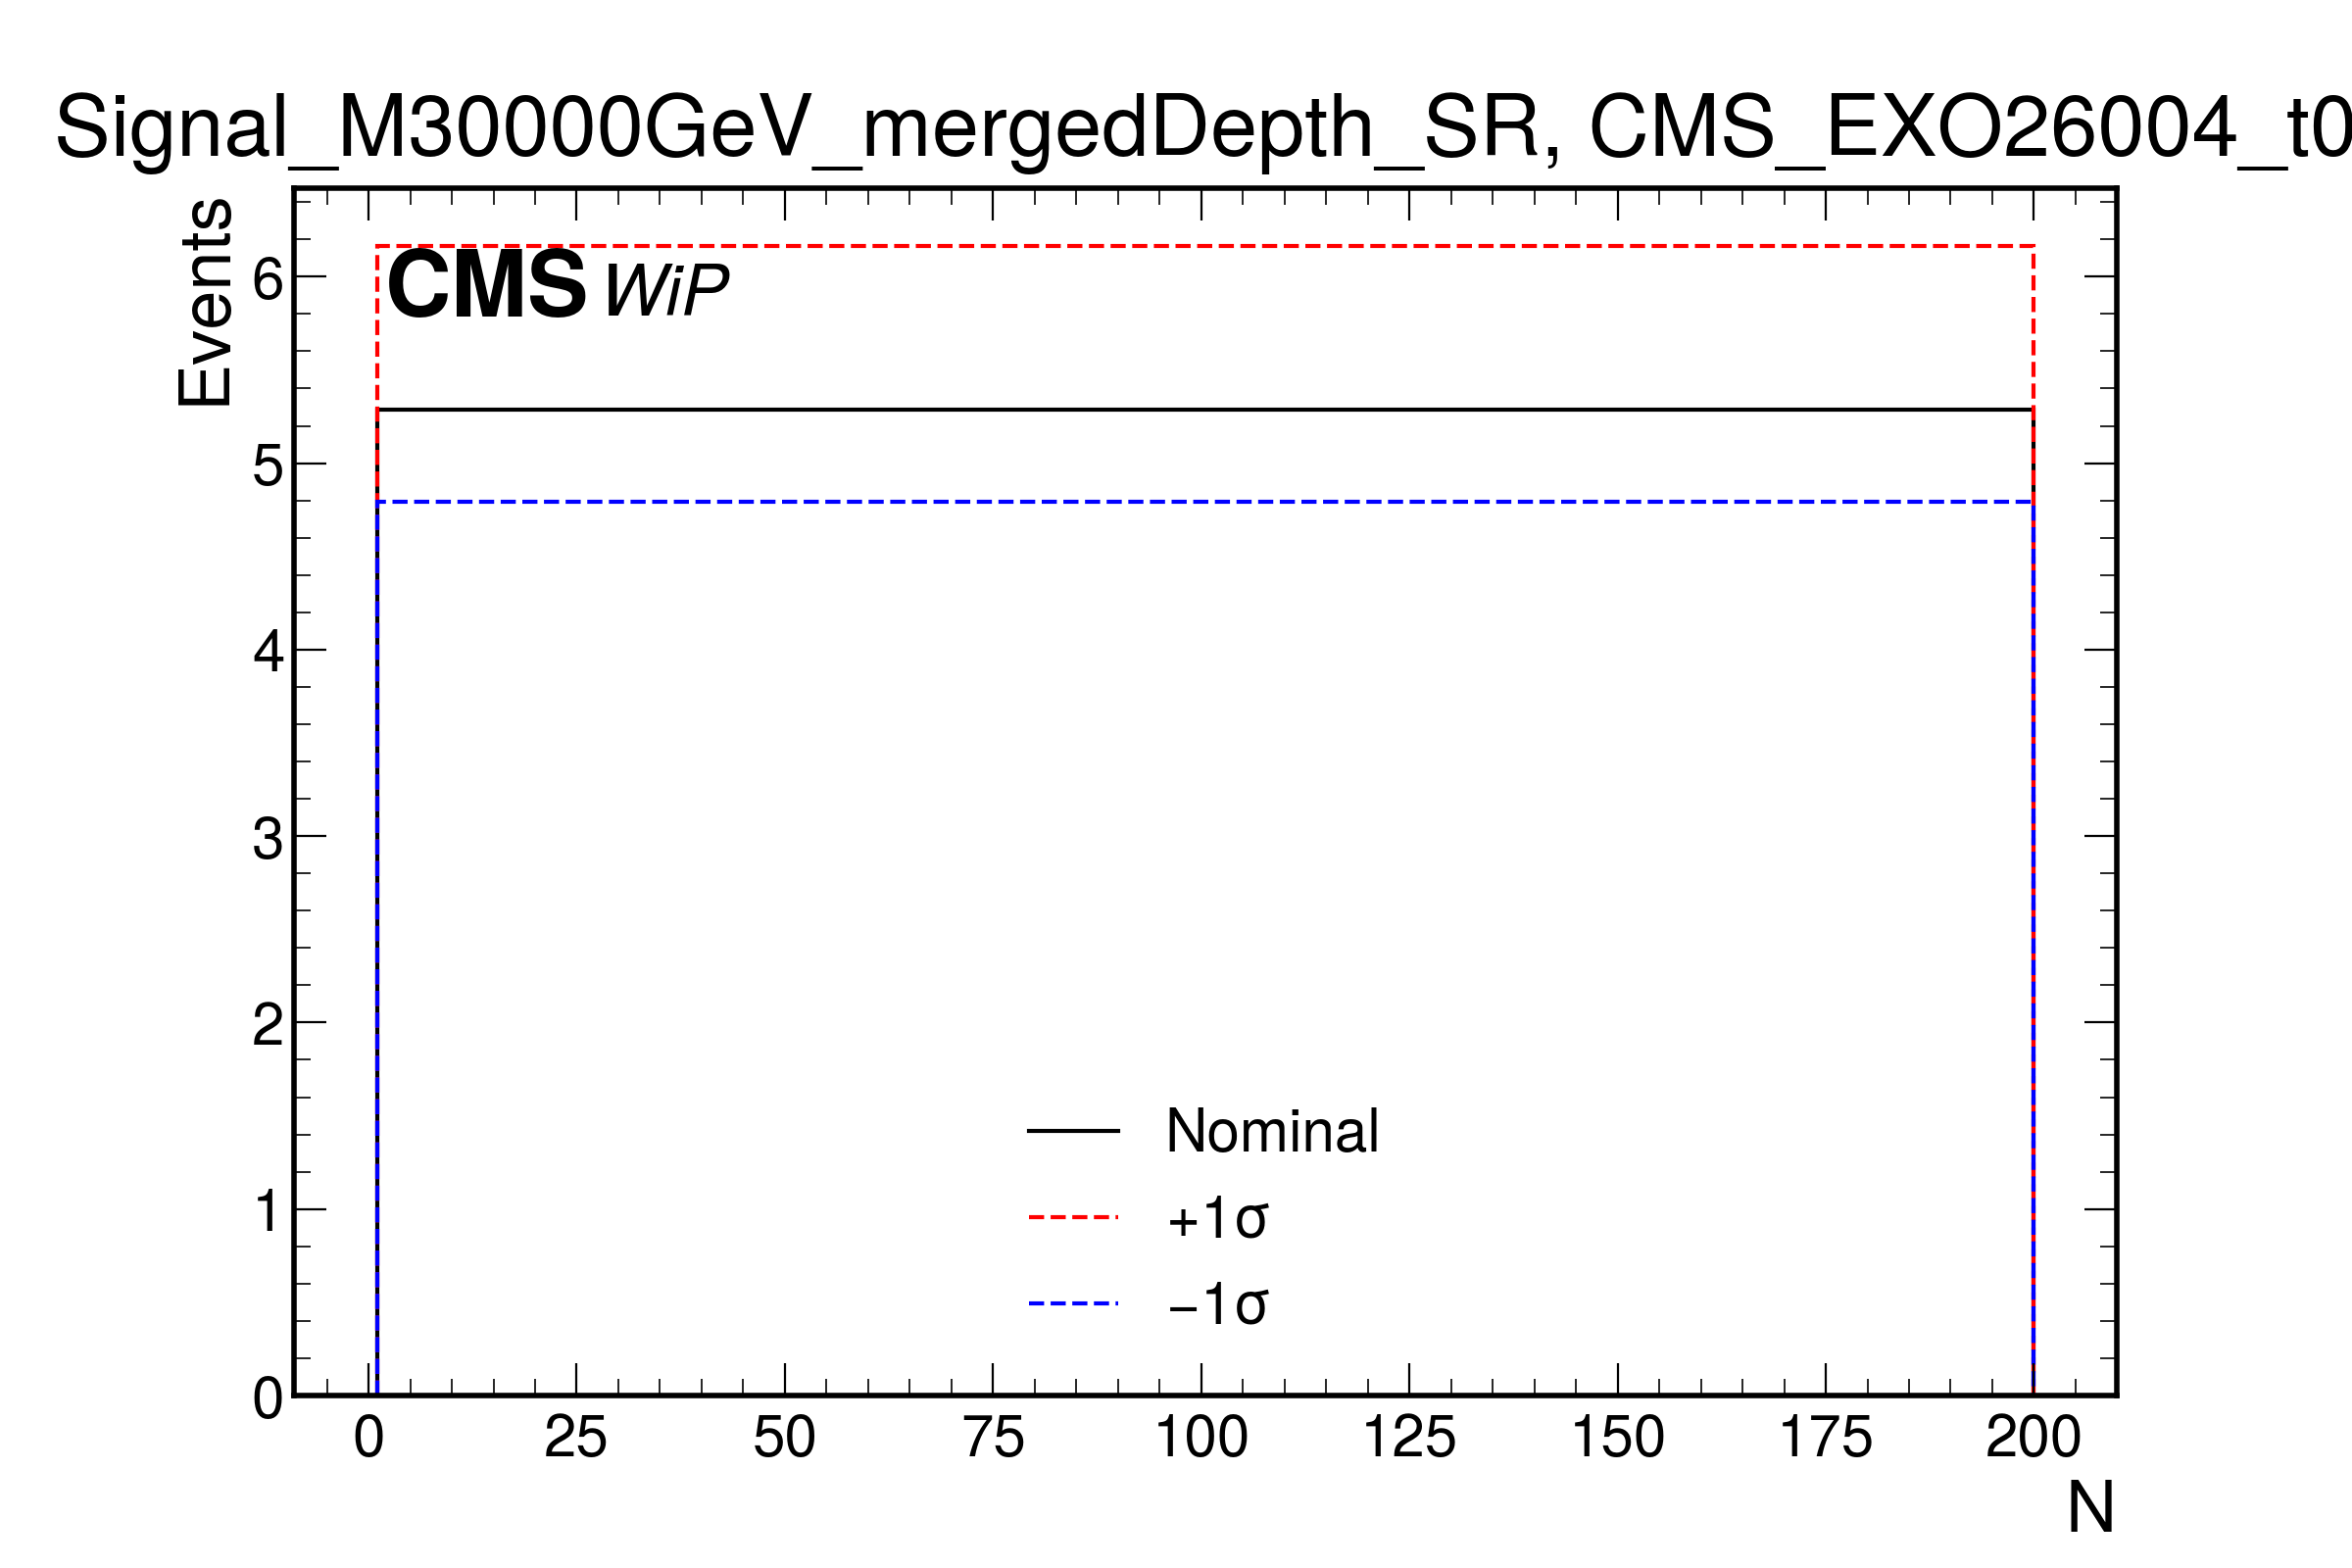 Signal_M30000GeV_mergedDepth_SR, CMS_EXO26004_t0
Events
CMS WiP
6
5
4
3
2
1
0
Nominal
+1σ
−1σ
0 25 50 75 100 125 150 175 200
N